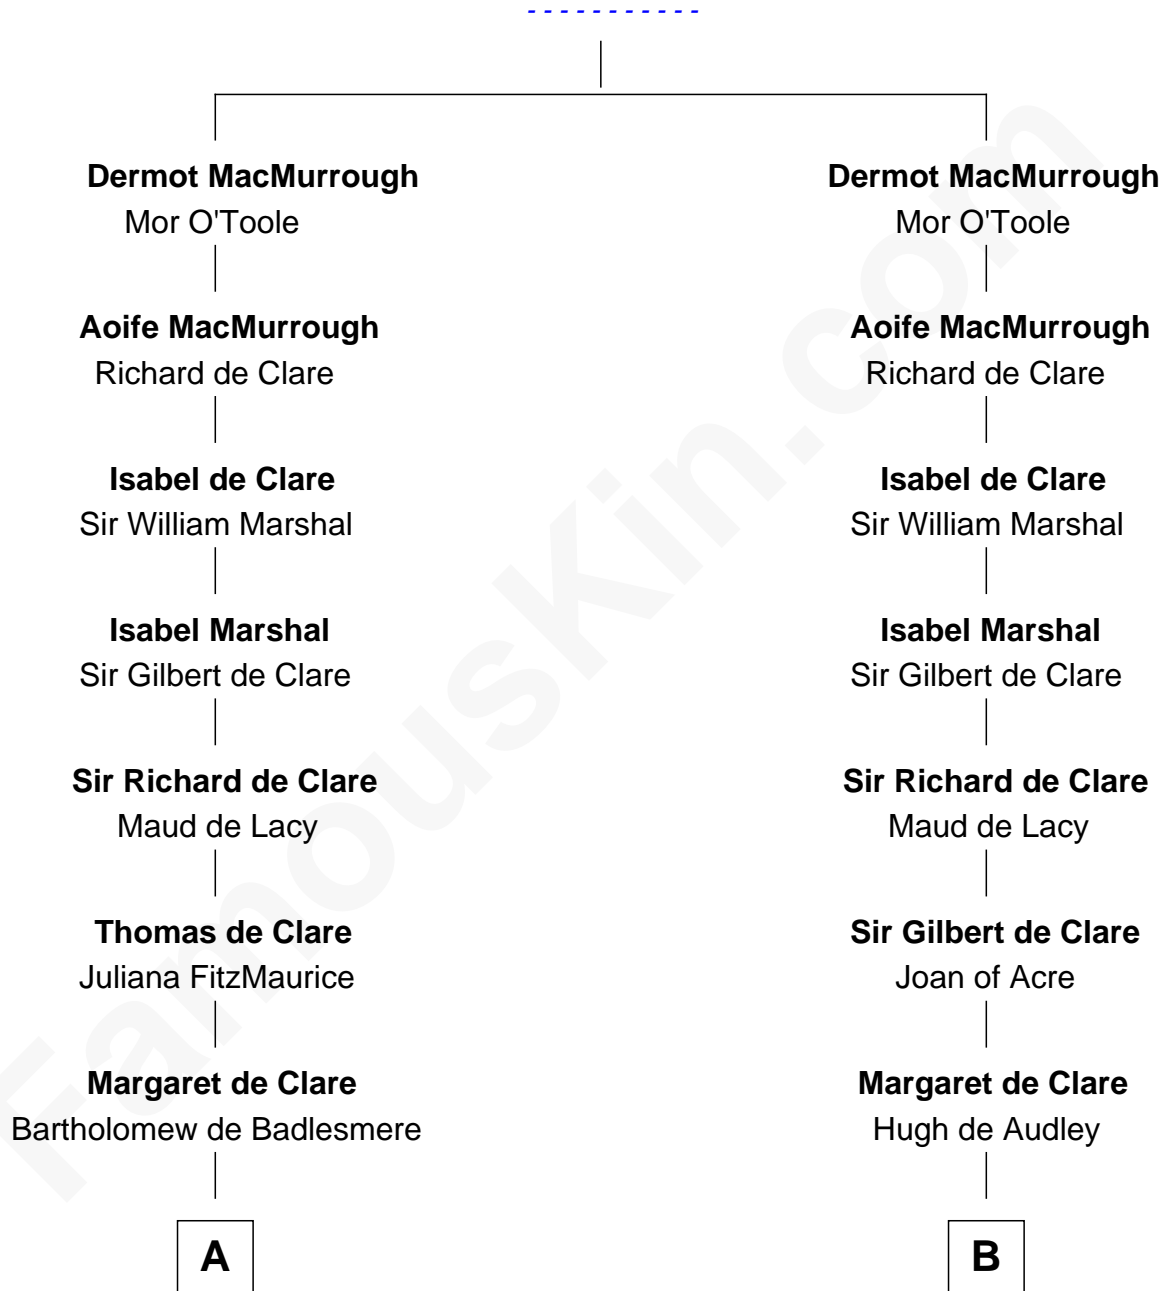 - - - - - - - - - - -
Dermot MacMurrough
Mor O'Toole
Aoife MacMurrough
Richard de Clare
Isabel de Clare
Sir William Marshal
Isabel Marshal
Sir Gilbert de Clare
Sir Richard de Clare
Maud de Lacy
Thomas de Clare
Juliana FitzMaurice
Margaret de Clare
Bartholomew de Badlesmere
A
Dermot MacMurrough
Mor O'Toole
Aoife MacMurrough
Richard de Clare
Isabel de Clare
Sir William Marshal
Isabel Marshal
Sir Gilbert de Clare
Sir Richard de Clare
Maud de Lacy
Sir Gilbert de Clare
Joan of Acre
Margaret de Clare
Hugh de Audley
B
FamousKin.com